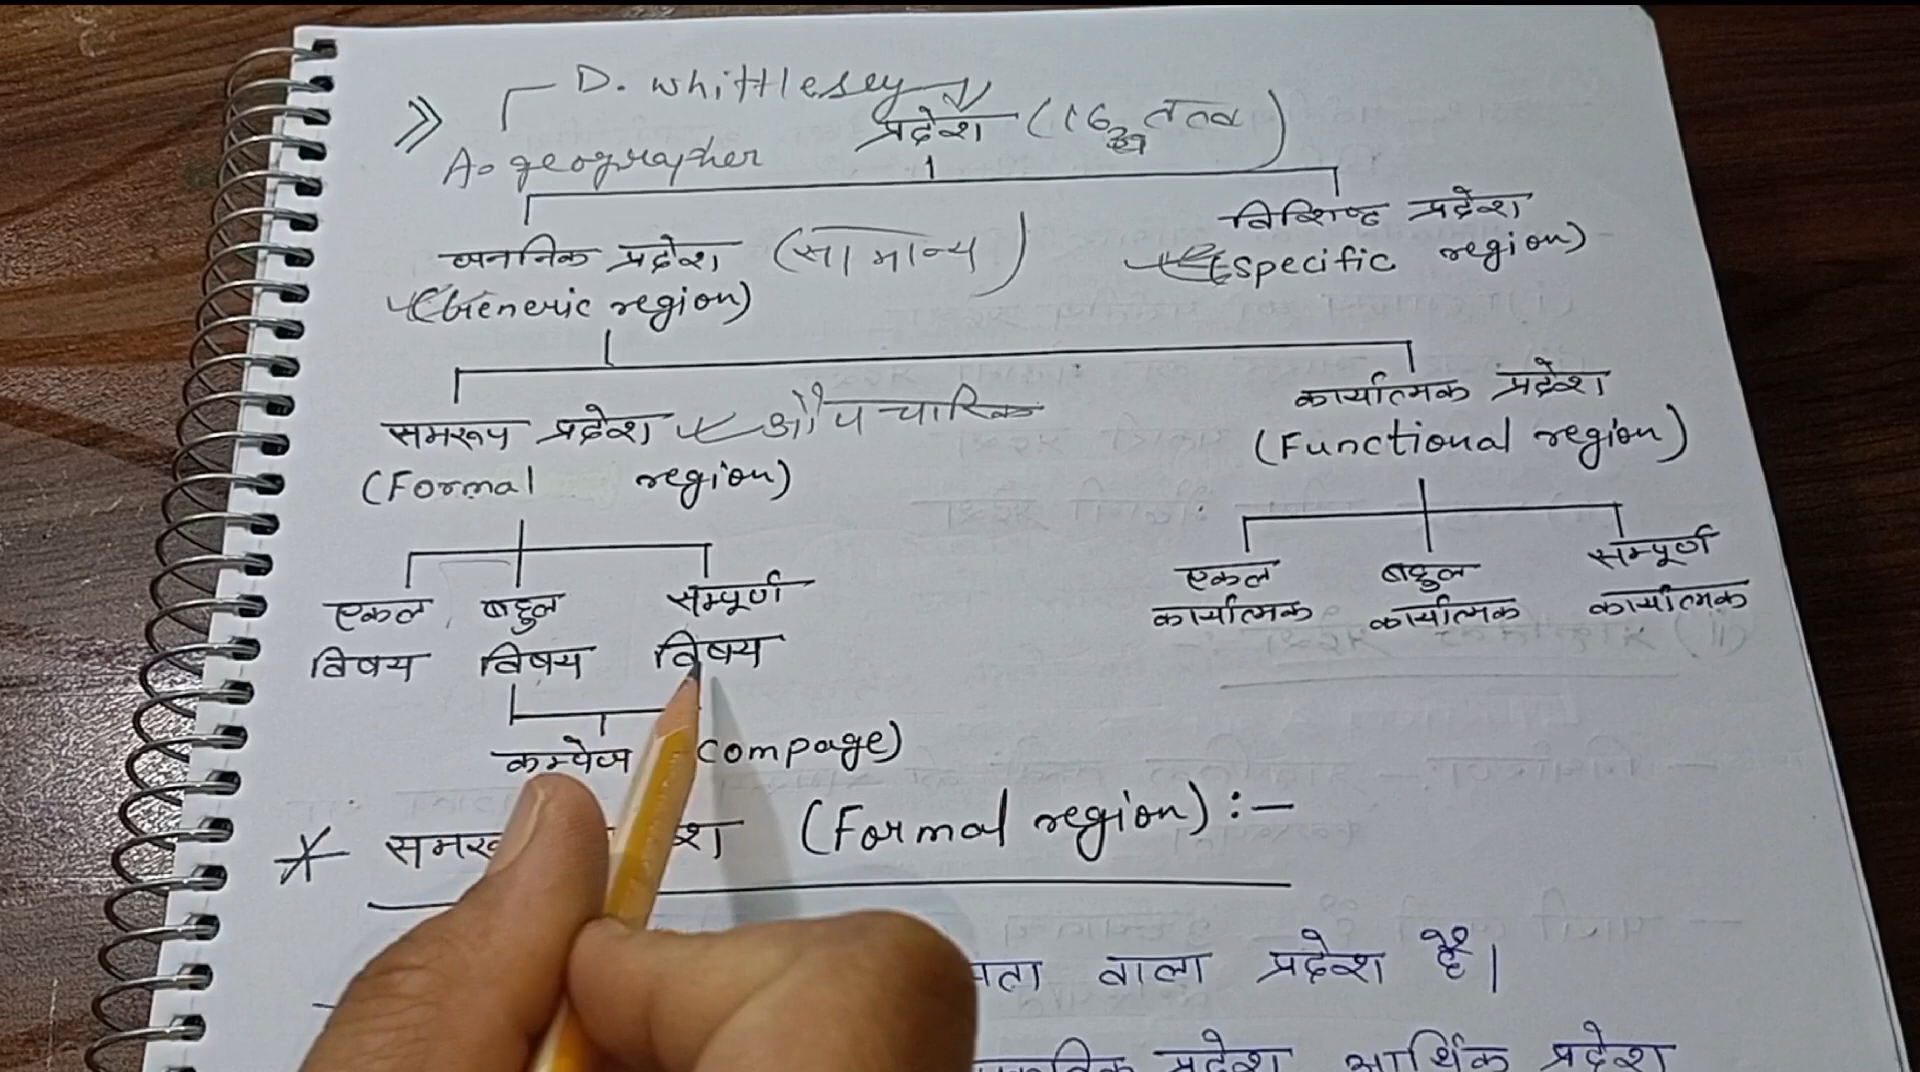 D. Whittlesey
प्रदेश (16 तत्व)
A. geographer
विशिष्ट प्रदेश
(Specific region)
जननिक प्रदेश (सामान्य)
(Generic region)
समरूप प्रदेश औपचारिक
(Formal region)
कार्यात्मक प्रदेश
(Functional region)
एकल विषय
बहुल विषय
सम्पूर्ण विषय
एकल कार्यात्मक
बहुल कार्यात्मक
सम्पूर्ण कार्यात्मक
कम्पेज compage)
(Formal region) :-
वाला प्रदेश है।
प्रदेश आर्थिक प्रदेश